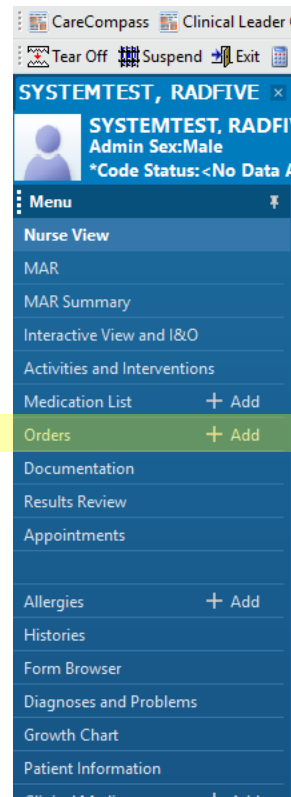 CareCompass Clinical Leader
Tear Off Suspend Exit
SYSTEMTEST, RADFIVE ×
SYSTEMTEST, RADFI
Admin Sex:Male
*Code Status:<No Data
Menu
Nurse View
MAR
MAR Summary
Interactive View and I&O
Activities and Interventions
Medication List + Add
Orders + Add
Documentation
Results Review
Appointments
Allergies + Add
Histories
Form Browser
Diagnoses and Problems
Growth Chart
Patient Information